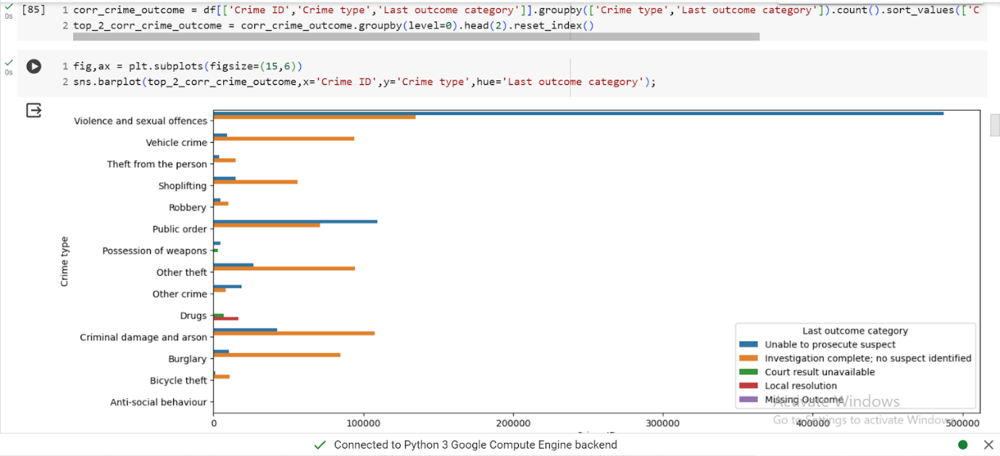 [85]
0s
1 corr_crime_outcome = df[['Crime ID','Crime type','Last outcome category']].groupby(['Crime type','Last outcome category']).count().sort_values(['C
2 top_2_corr_crime_outcome = corr_crime_outcome.groupby(level=0).head(2).reset_index()
0s
1 fig,ax = plt.subplots(figsize=(15,6))
2 sns.barplot(top_2_corr_crime_outcome,x='Crime ID',y='Crime type',hue='Last outcome category');
Crime type
Violence and sexual offences
Vehicle crime
Theft from the person
Shoplifting
Robbery
Public order
Possession of weapons
Other theft
Other crime
Drugs
Criminal damage and arson
Burglary
Bicycle theft
Anti-social behaviour
Last outcome category
Unable to prosecute suspect
Investigation complete; no suspect identified
Court result unavailable
Local resolution
Missing Outcome
Activate Windows
Go to Settings to activate Windows
0 100000 200000 300000 400000 500000
Connected to Python 3 Google Compute Engine backend